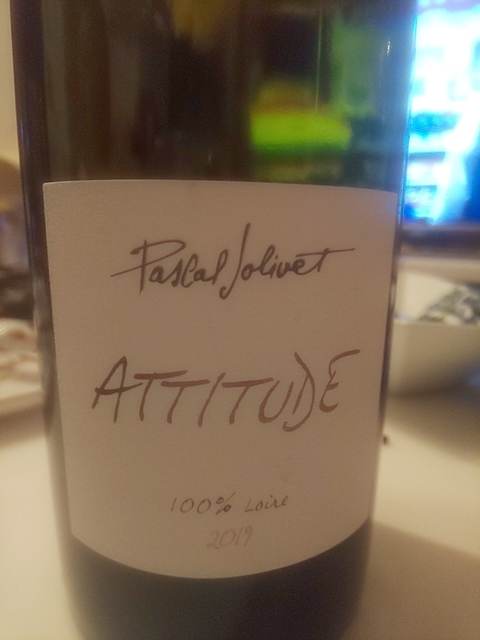 Pascal Jolivet
ATTITUDE
100% Loire
2019